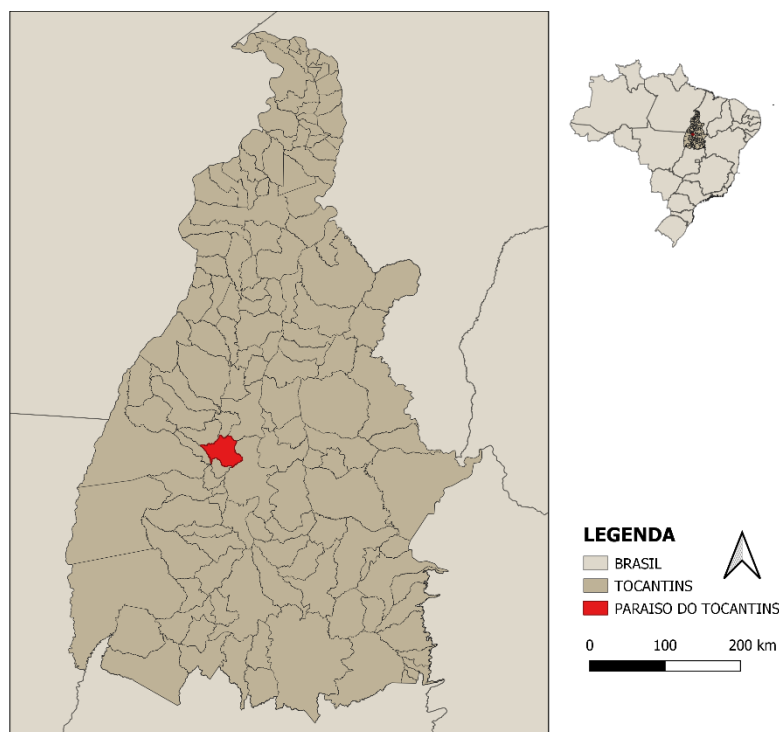 LEGENDA
BRASIL
TOCANTINS
PARAISO DO TOCANTINS
0 100 200 km